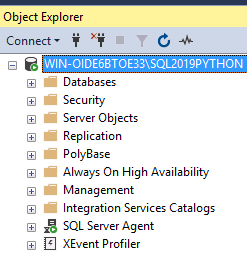 Object Explorer
Connect
WIN-OIDE6BTOE33\SQL2019PYTHON
Databases
Security
Server Objects
Replication
PolyBase
Always On High Availability
Management
Integration Services Catalogs
SQL Server Agent
XEvent Profiler